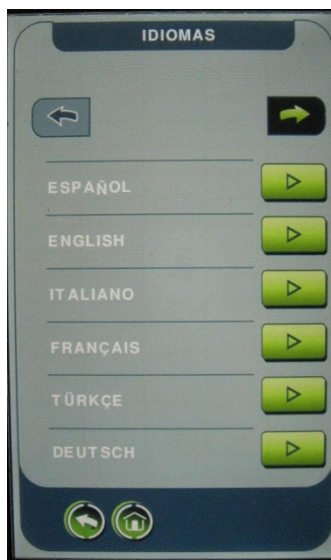 IDIOMAS
ESPAÑOL
ENGLISH
ITALIANO
FRANÇAIS
TÜRKÇE
DEUTSCH